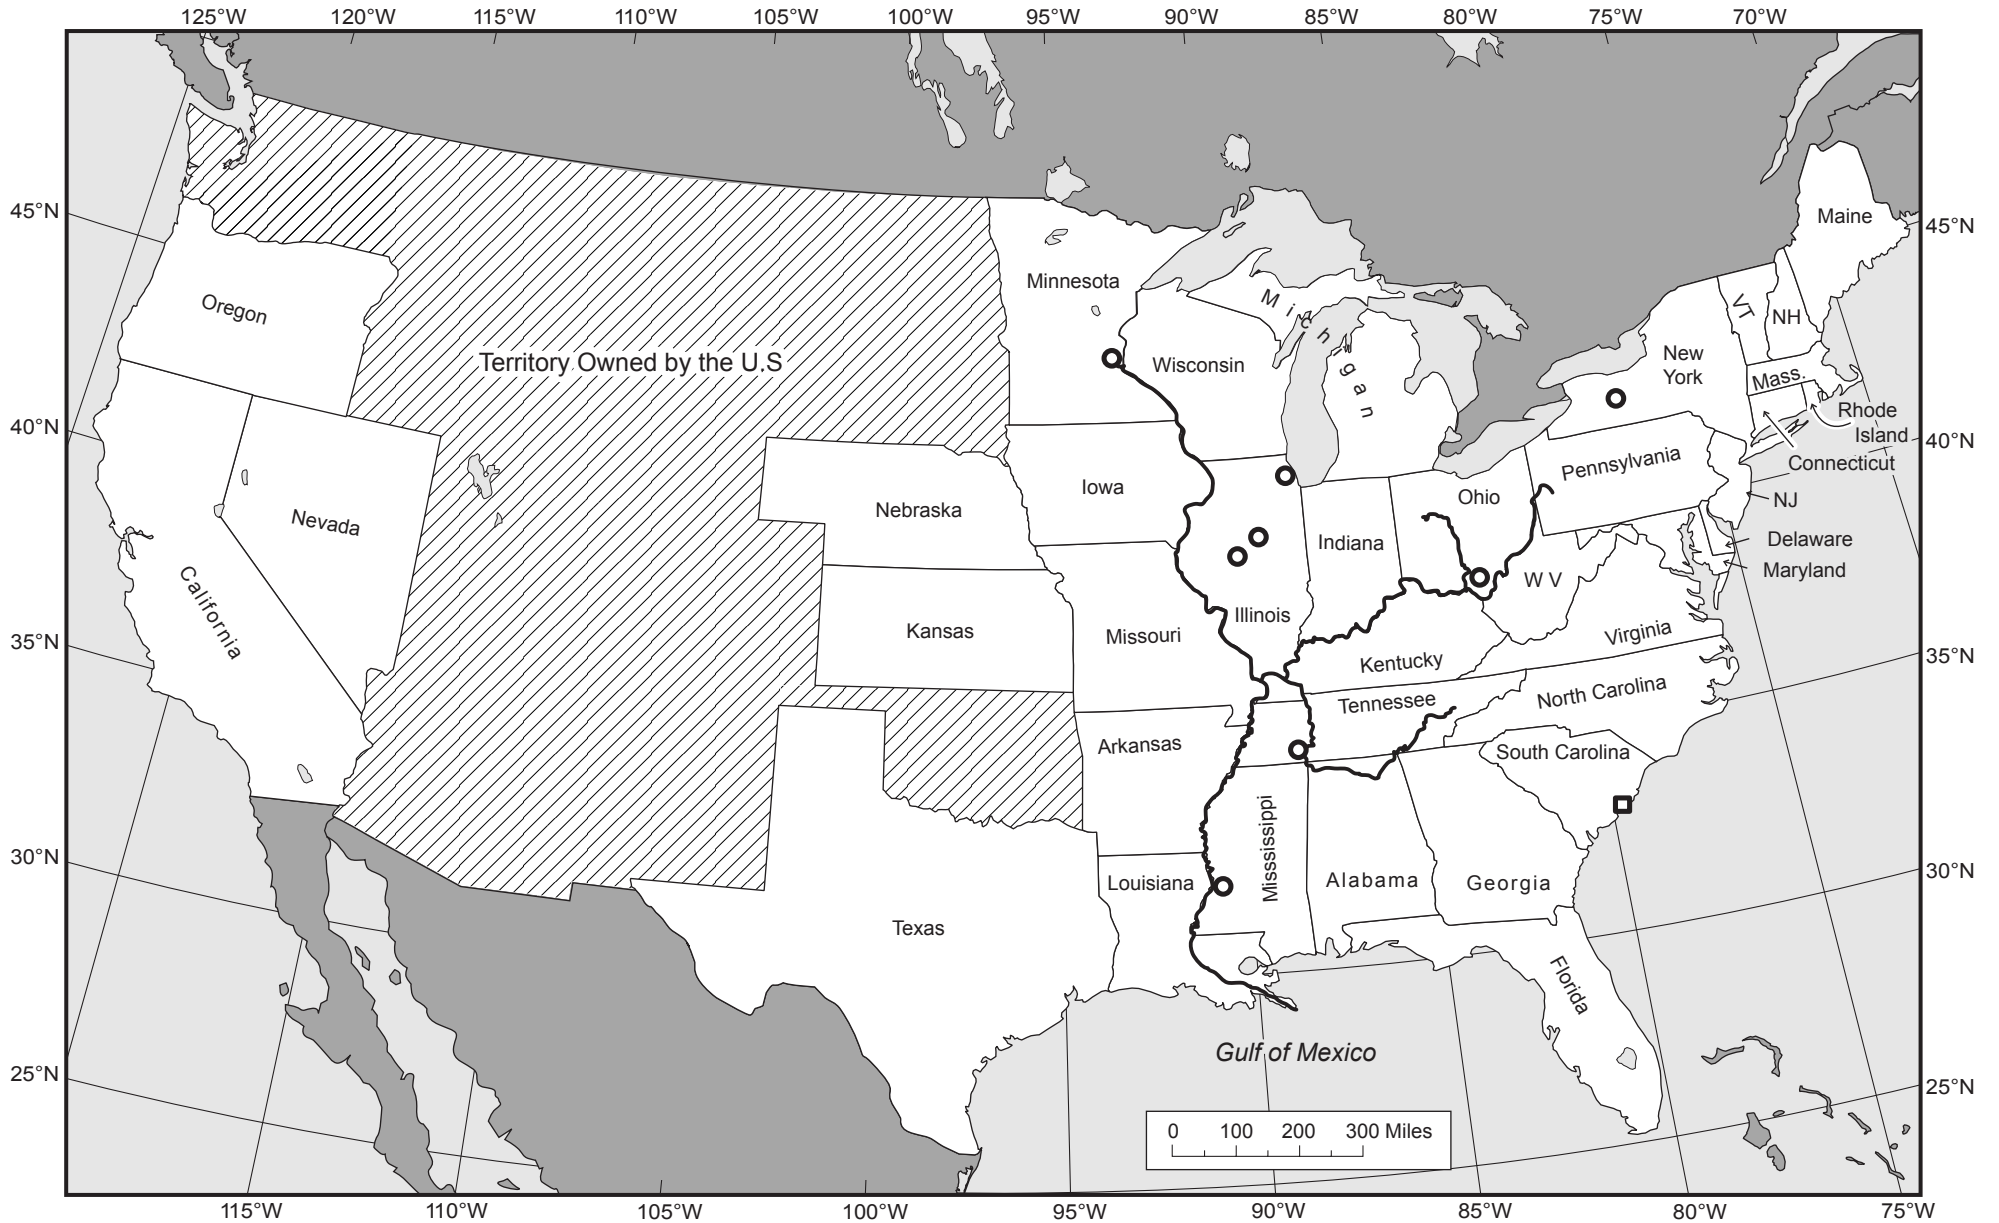 125°W 120°W 115°W 110°W 105°W 100°W 95°W 90°W 85°W 80°W 75°W 70°W
45°N
40°N
35°N
30°N
25°N
45°N
40°N
35°N
30°N
25°N
Oregon
California
Nevada
Territory Owned by the U.S
Nebraska
Kansas
Texas
Minnesota
Iowa
Missouri
Arkansas
Louisiana
Wisconsin
Michigan
Illinois
Indiana
Ohio
Kentucky
Tennessee
Mississippi
Alabama
Georgia
Florida
South Carolina
North Carolina
Virginia
W V
Pennsylvania
New
York
VT
NH
Maine
Mass.
Rhode
Island
Connecticut
NJ
Delaware
Maryland
Gulf of Mexico
0 100 200 300 Miles
115°W 110°W 105°W 100°W 95°W 90°W 85°W 80°W 75°W